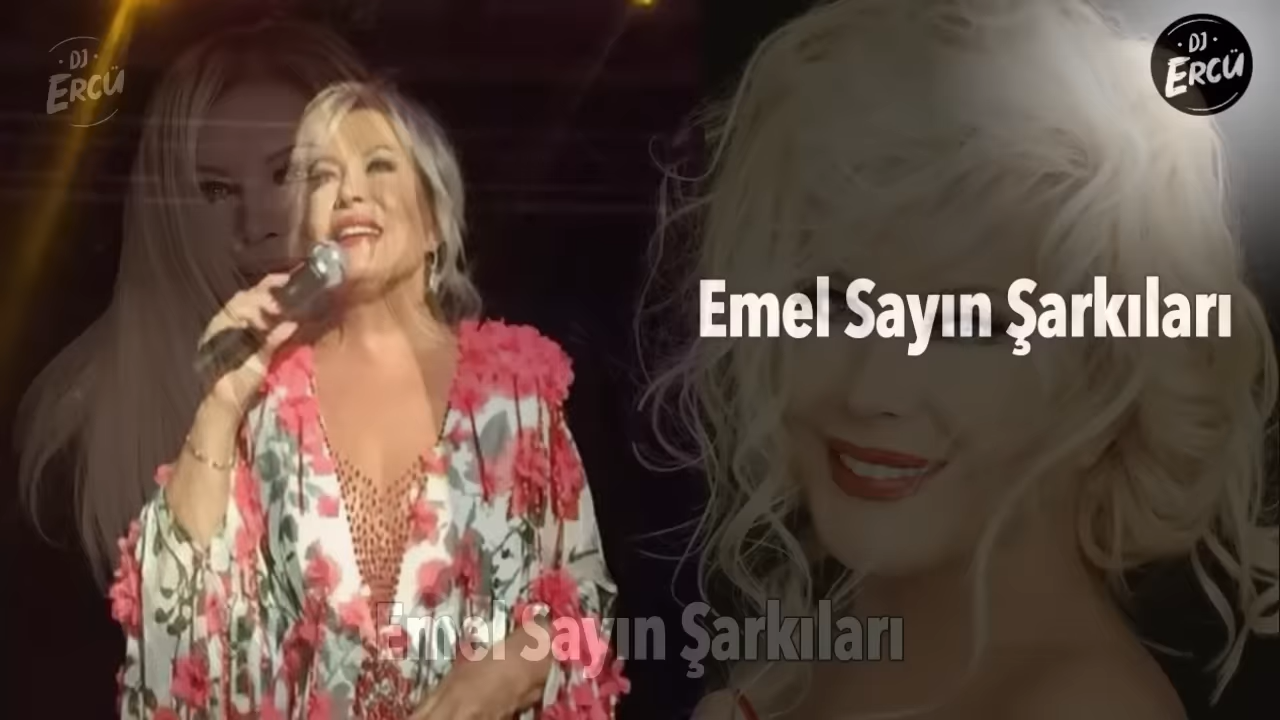 DJ
ERCÜ
DJ
ERCÜ
Emel Sayın Şarkıları
Emel Sayın Şarkıları